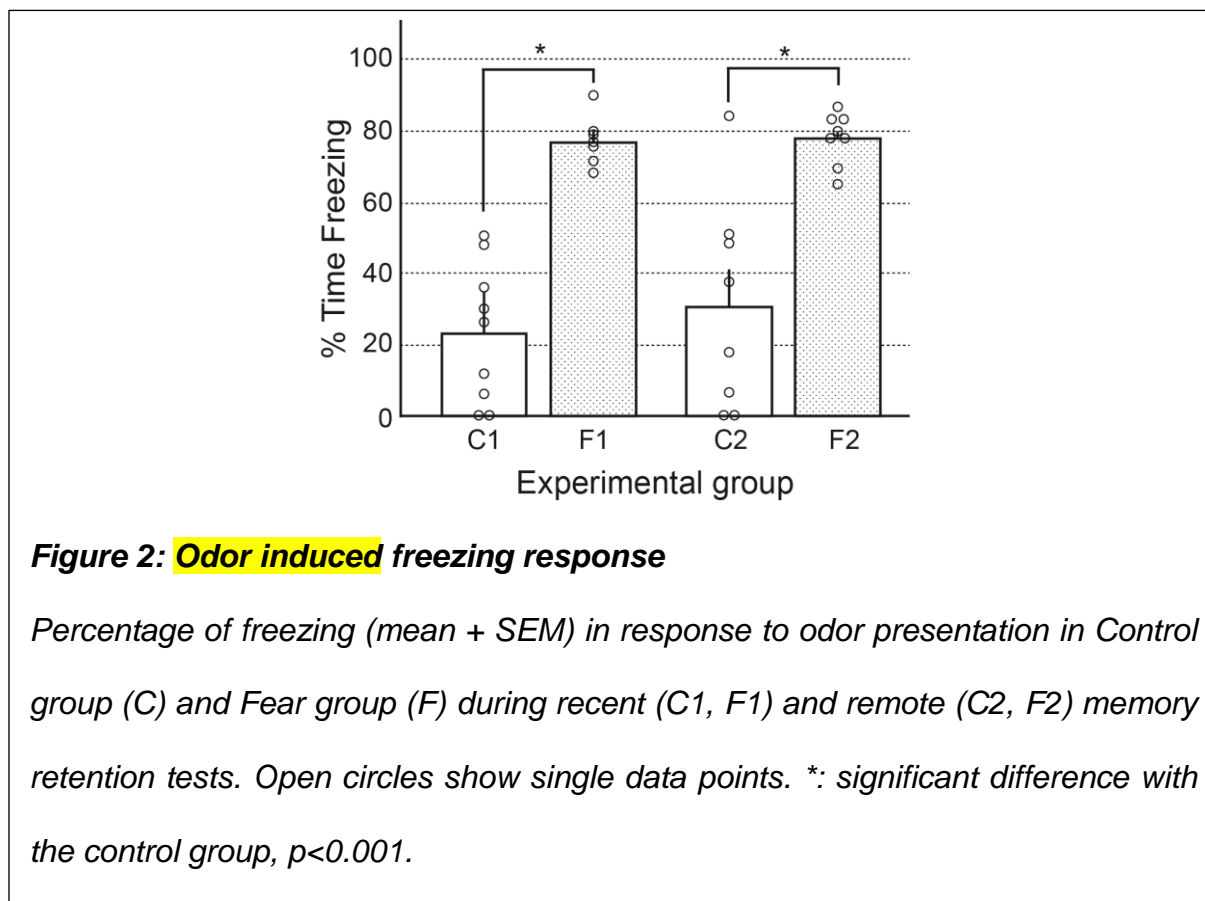 100
80
60
40
20
0
% Time Freezing
*
*
C1 F1 C2 F2
Experimental group
Figure 2: Odor induced freezing response
Percentage of freezing (mean + SEM) in response to odor presentation in Control
group (C) and Fear group (F) during recent (C1, F1) and remote (C2, F2) memory
retention tests. Open circles show single data points. *: significant difference with
the control group, p<0.001.